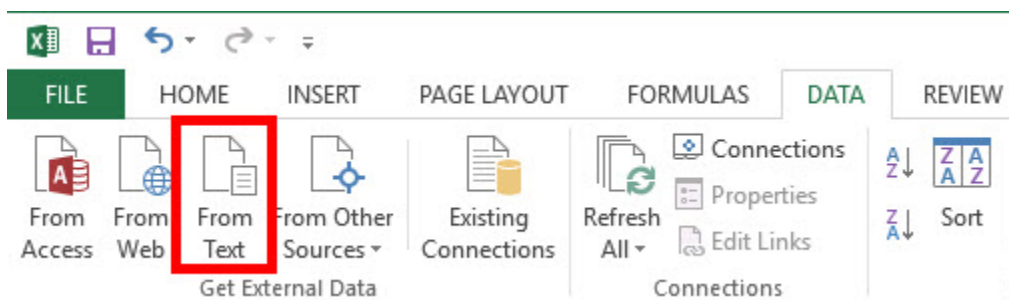 FILE HOME INSERT PAGE LAYOUT FORMULAS DATA REVIEW
From Access
From Web
From Text
From Other Sources
Existing Connections
Get External Data
Refresh All
Connections
Properties
Edit Links
Connections
Sort